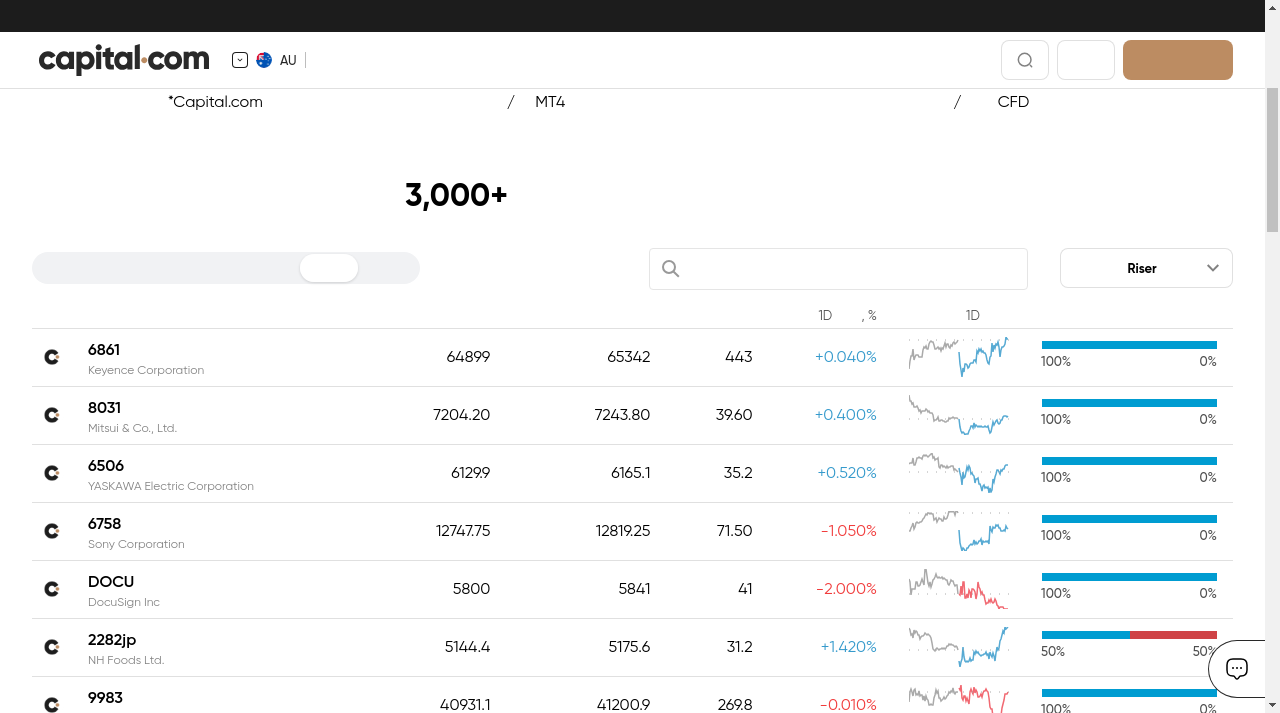 capital.com AU
*Capital.com / MT4 / CFD
3,000+
Riser
1D , % 1D
6861 64899 65342 443 +0.040%
Keyence Corporation 100% 0%
8031 7204.20 7243.80 39.60 +0.400%
Mitsui & Co., Ltd. 100% 0%
6506 6129.9 6165.1 35.2 +0.520%
YASKAWA Electric Corporation 100% 0%
6758 12747.75 12819.25 71.50 -1.050%
Sony Corporation 100% 0%
DOCU 5800 5841 41 -2.000%
DocuSign Inc 100% 0%
2282jp 5144.4 5175.6 31.2 +1.420%
NH Foods Ltd. 50% 50%
9983 40931.1 41200.9 269.8 -0.010%
100% 0%